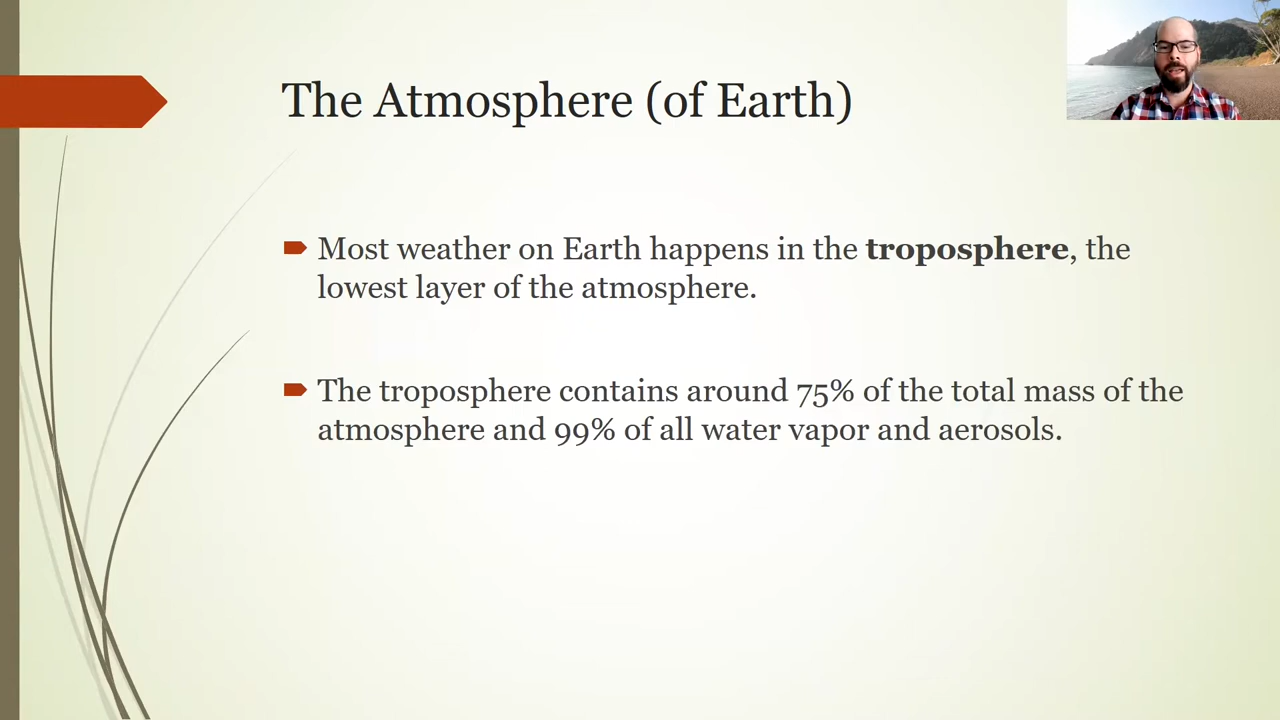 The Atmosphere (of Earth)
Most weather on Earth happens in the troposphere, the
lowest layer of the atmosphere.
The troposphere contains around 75% of the total mass of the
atmosphere and 99% of all water vapor and aerosols.